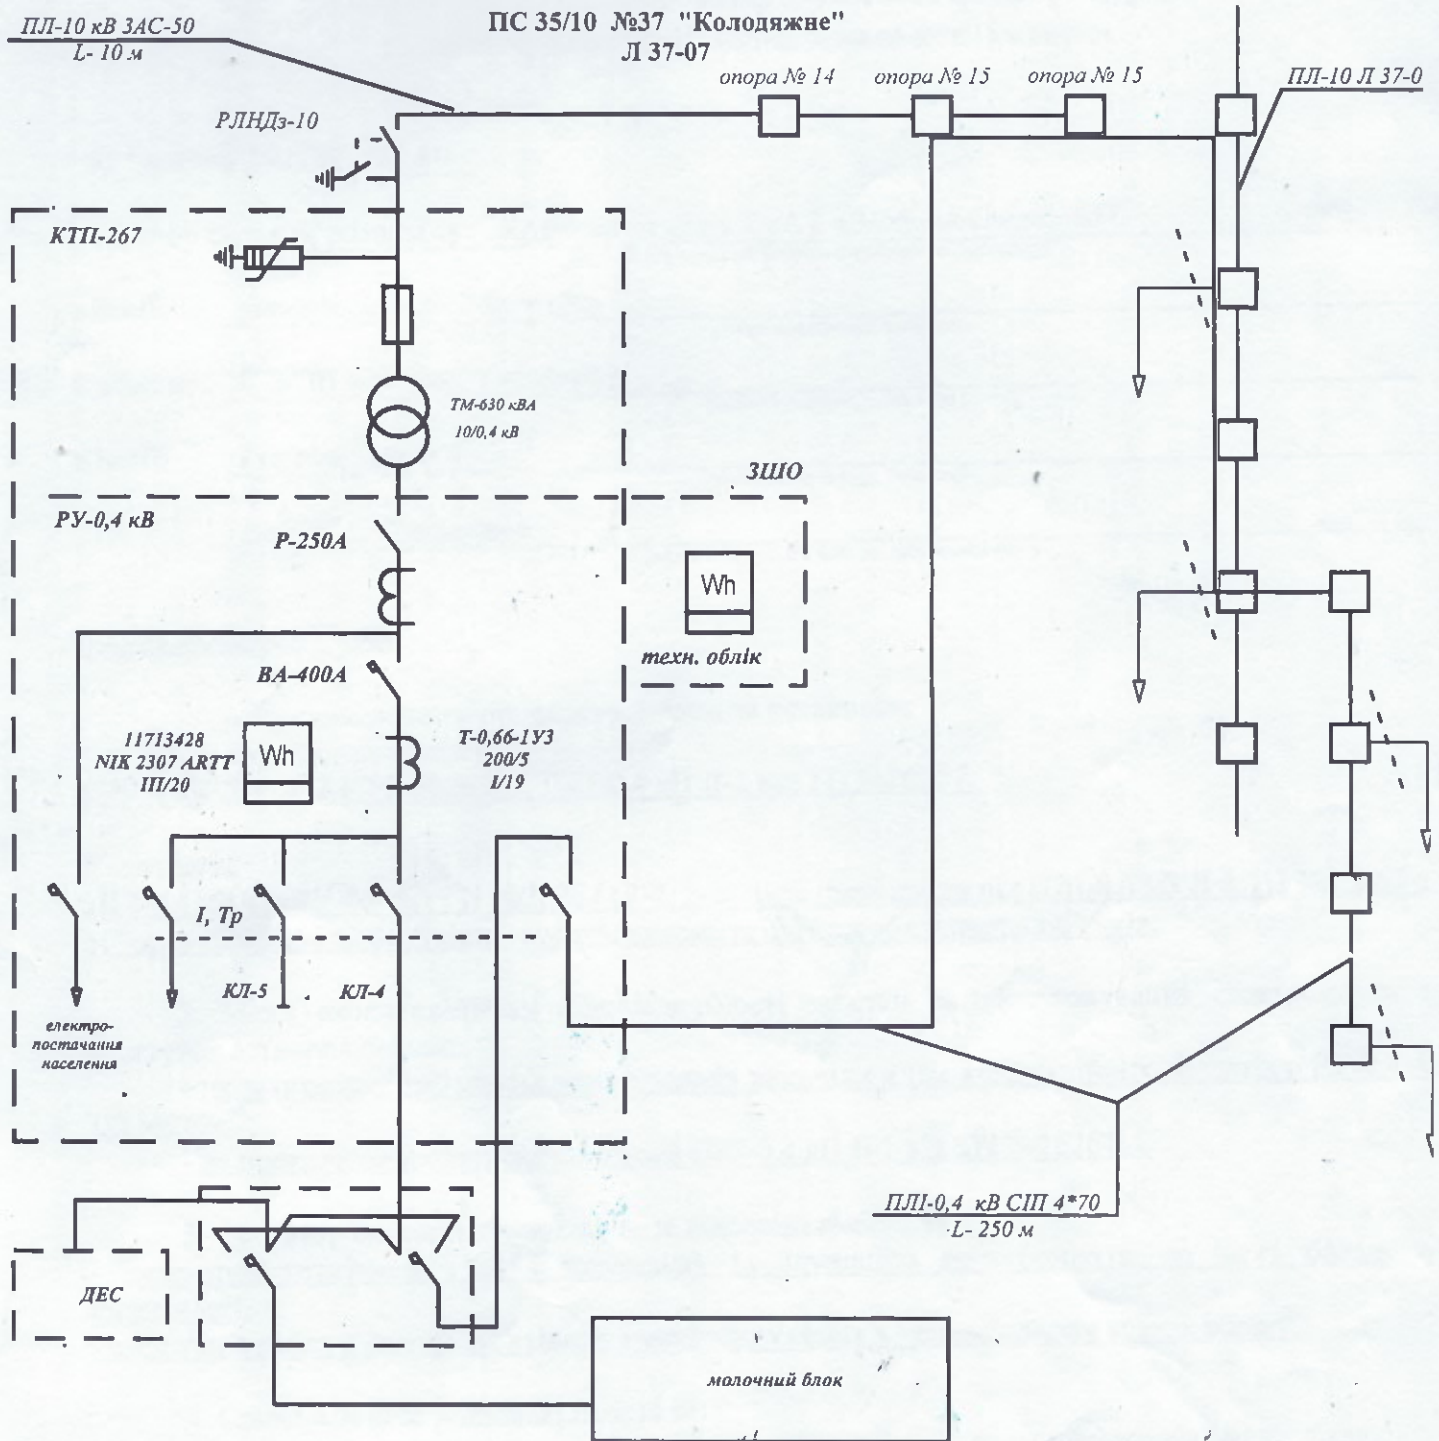 ПС 35/10 №37 "Колодяжне"
Л 37-07
ПЛ-10 кВ ЗАС-50
L- 10 м
опора № 14
опора № 15
опора № 15
ПЛ-10 Л 37-0
РЛНДз-10
КТП-267
ТМ-630 кВА
10/0,4 кВ
ЗШО
РУ-0,4 кВ
Р-250А
Wh
техн. облік
ВА-400А
11713428
NIK 2307 ARTT
III/20
Wh
Т-0,66-1У3
200/5
I/19
I, Тр
КЛ-5
КЛ-4
електро-
постачання
населення
ПЛІ-0,4 кВ СІП 4*70
L- 250 м
ДЕС
молочний блок